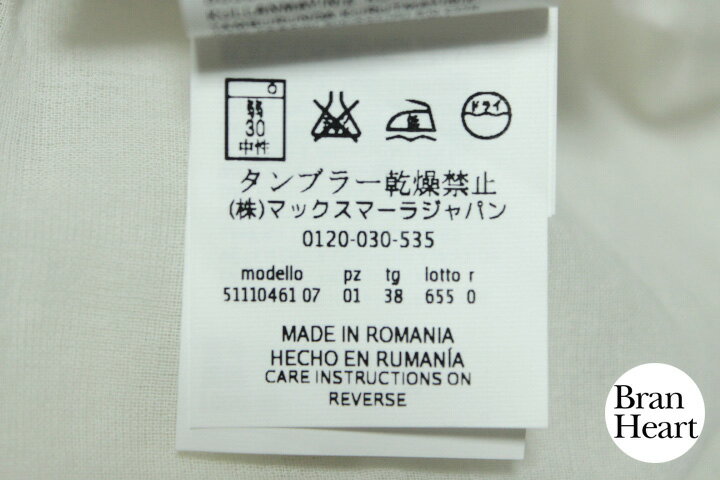 弱
30
中性
低
ドライ
タンブラー乾燥禁止
(株)マックスマーラジャパン
0120-030-535
modello pz tg lotto r
51110461 07 01 38 655 0
MADE IN ROMANIA
HECHO EN RUMANÍA
CARE INSTRUCTIONS ON
REVERSE
Bran
Heart